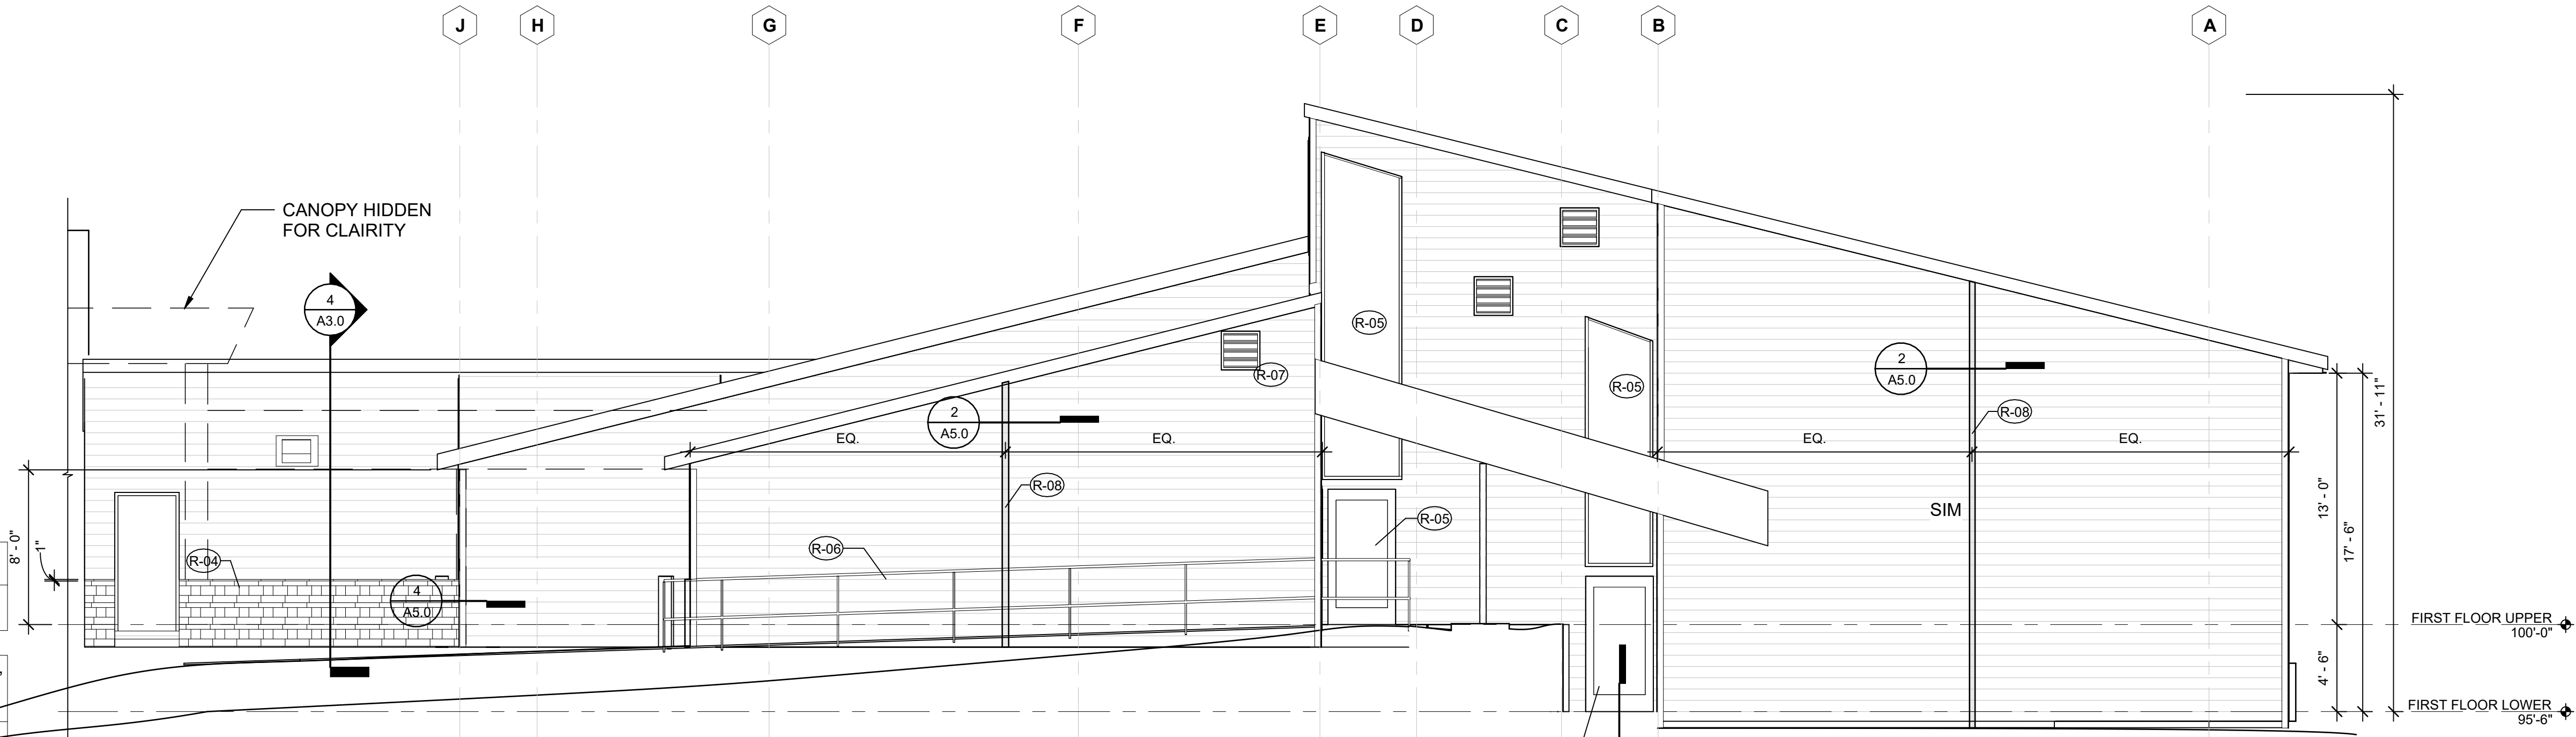 J
H
G
F
E
D
C
B
A
CANOPY HIDDEN
FOR CLAIRITY
4
A3.0
R-05
R-07
R-05
2
A5.0
R-08
31' - 11"
2
A5.0
EQ.
EQ.
EQ.
EQ.
R-08
SIM
13' - 0"
17' - 6"
R-05
R-06
8' - 0"
1"
R-04
4
A5.0
FIRST FLOOR UPPER
100'-0"
4' - 6"
FIRST FLOOR LOWER
95'-6"